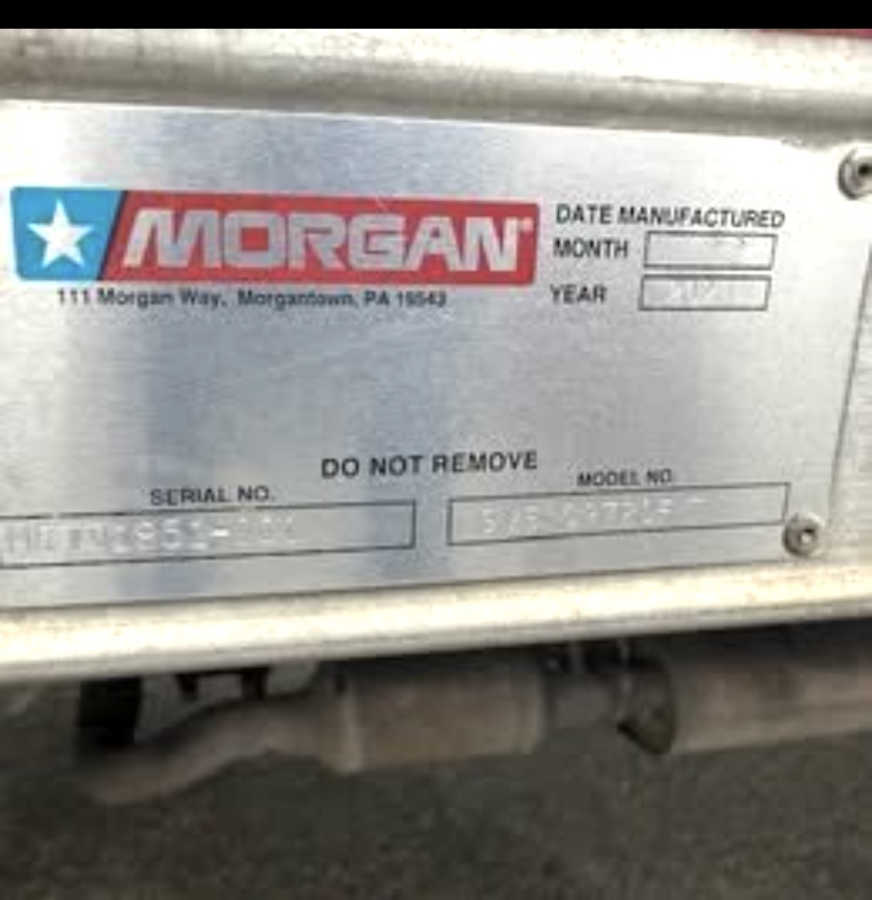 MORGAN®
111 Morgan Way, Morgantown, PA 19543
DATE MANUFACTURED
MONTH
YEAR
DO NOT REMOVE
SERIAL NO.
MODEL NO.